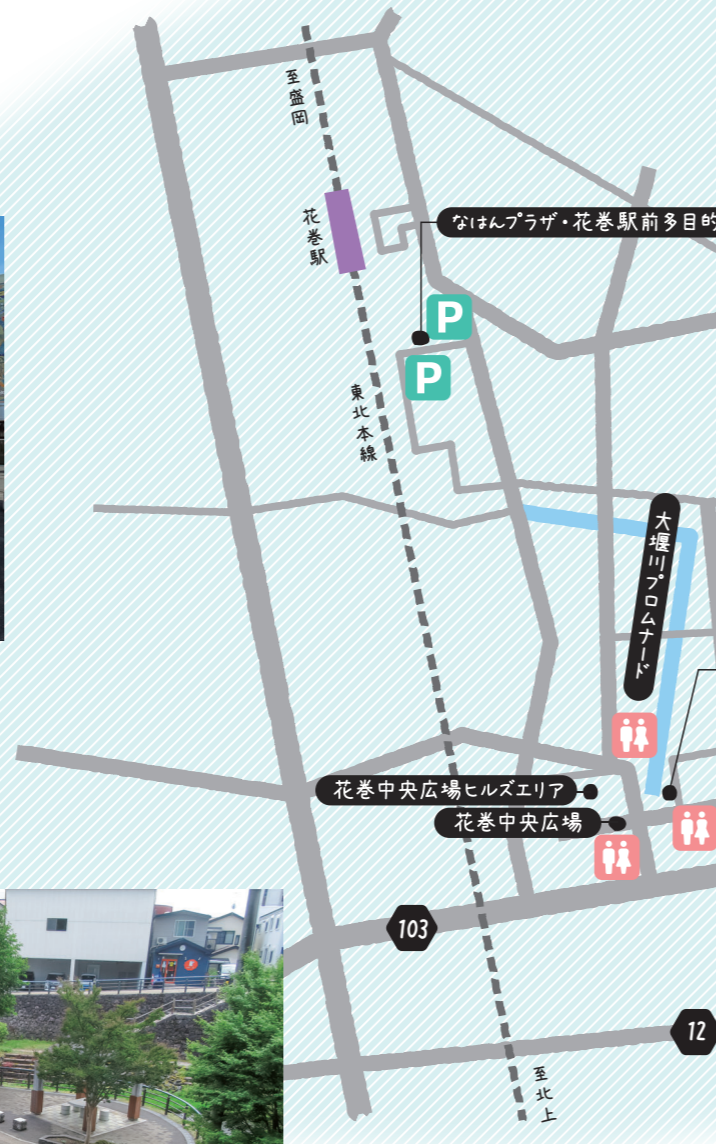 至盛岡
花巻駅
なはんプラザ・花巻駅前多目的
P
P
東北本線
大堰川プロムナード
花巻中央広場ヒルズエリア
花巻中央広場
103
12
至北上